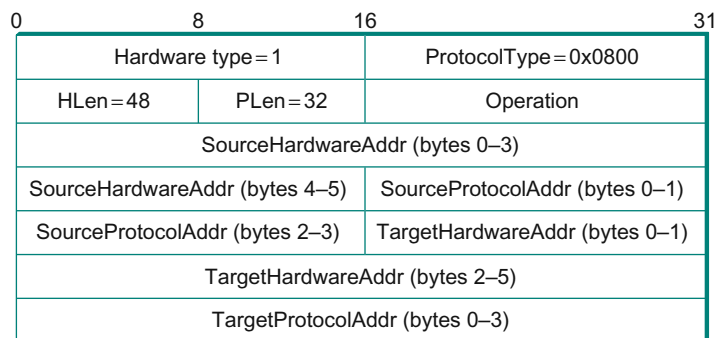 0 8 16 31
Hardware type=1 ProtocolType=0x0800
HLen=48 PLen=32 Operation
SourceHardwareAddr (bytes 0–3)
SourceHardwareAddr (bytes 4–5) SourceProtocolAddr (bytes 0–1)
SourceProtocolAddr (bytes 2–3) TargetHardwareAddr (bytes 0–1)
TargetHardwareAddr (bytes 2–5)
TargetProtocolAddr (bytes 0–3)